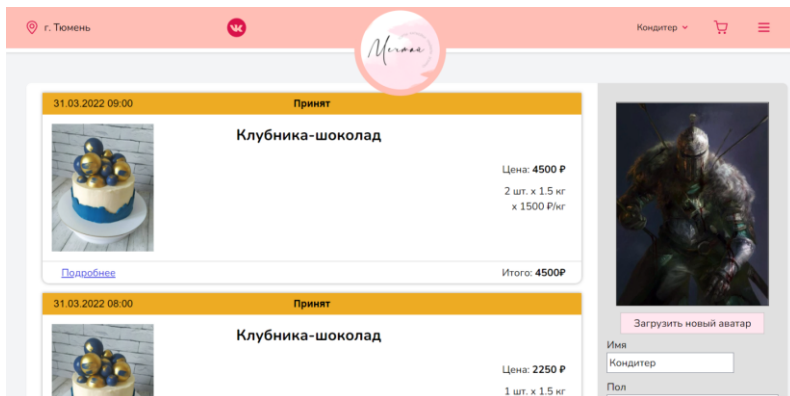 г. Тюмень
Мечтай
Кондитер
31.03.2022 09:00 Принят
Клубника-шоколад
Цена: 4500 ₽
2 шт. х 1.5 кг
х 1500 ₽/кг
Подробнее
Итого: 4500₽
31.03.2022 08:00 Принят
Клубника-шоколад
Цена: 2250 ₽
1 шт. х 1.5 кг
Загрузить новый аватар
Имя
Кондитер
Пол